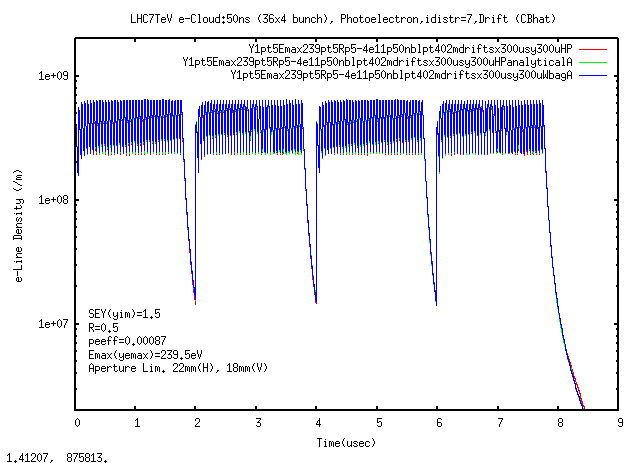 LHC7TeV e-Cloud:50ns (36x4 bunch), Photoelectron,idistr=7,Drift (CBhat)
Y1pt5Emax239pt5Rp5-4e11p50nblpt402mdriftsx300usy300uHP
Y1pt5Emax239pt5Rp5-4e11p50nblpt402mdriftsx300usy300uHPanalyticalA
Y1pt5Emax239pt5Rp5-4e11p50nblpt402mdriftsx300usy300uWbagA
1e+09
1e+08
1e+07
e-Line Density (/m)
SEY(yim)=1.5
R=0.5
peeff=0.00087
Emax(yemax)=239.5eV
Aperture Lim. 22mm(H), 18mm(V)
0 1 2 3 4 5 6 7 8 9
Time(usec)
1.41207, 875813.